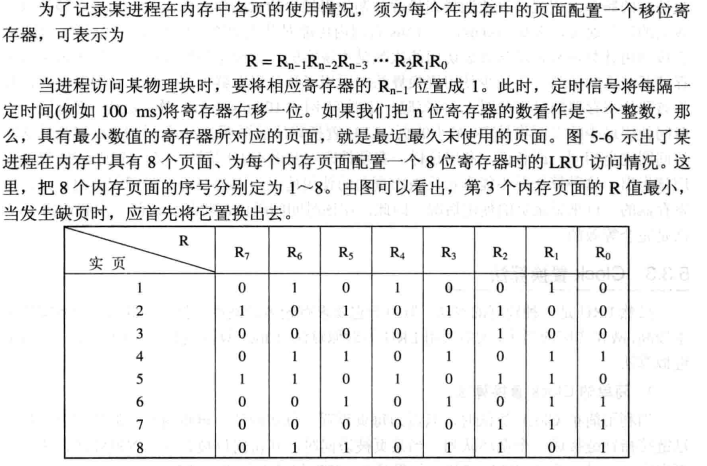 为了记录某进程在内存中各页的使用情况，须为每个在内存中的页面配置一个移位寄
存器，可表示为
R = Rn-1Rn-2Rn-3 ··· R2R1R0
当进程访问某物理块时，要将相应寄存器的 Rn-1 位置成 1。此时，定时信号将每隔一
定时间(例如 100 ms)将寄存器右移一位。如果我们把 n 位寄存器的数看作是一个整数，那
么，具有最小数值的寄存器所对应的页面，就是最近最久未使用的页面。图 5-6 示出了某
进程在内存中具有 8 个页面、为每个内存页面配置一个 8 位寄存器时的 LRU 访问情况。这
里，把 8 个内存页面的序号分别定为 1～8。由图可以看出，第 3 个内存页面的 R 值最小，
当发生缺页时，应首先将它置换出去。
R
实 页 R7 R6 R5 R4 R3 R2 R1 R0
1 0 1 0 1 0 0 1 0
2 1 0 1 0 1 1 0 0
3 0 0 0 0 0 1 0 0
4 0 1 1 0 1 0 1 1
5 1 1 0 1 0 1 1 0
6 0 0 1 0 1 0 1 1
7 0 0 0 0 0 1 1 1
8 0 1 1 0 1 1 0 1